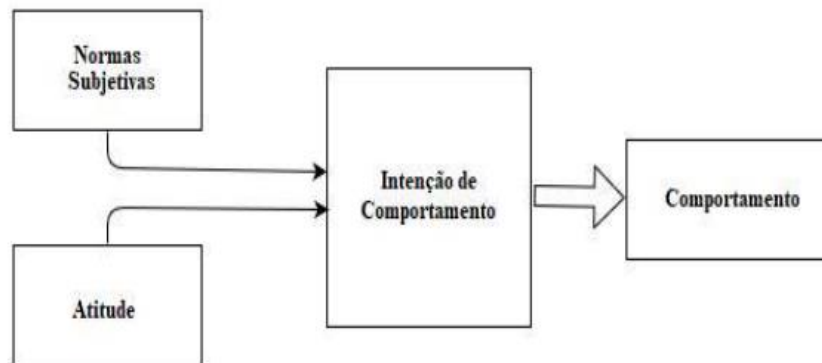 Normas
Subjetivas
Intenção de
Comportamento
Comportamento
Atitude